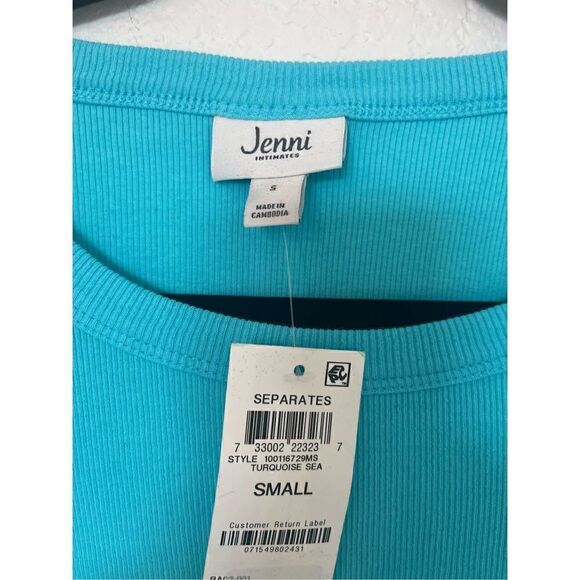 Jenni
INTIMATES
S
MADE IN
CAMBODIA
SEPARATES
7 33002 22323 7
STYLE 100116729MS
TURQUOISE SEA
SMALL
Customer Return Label
071549802431